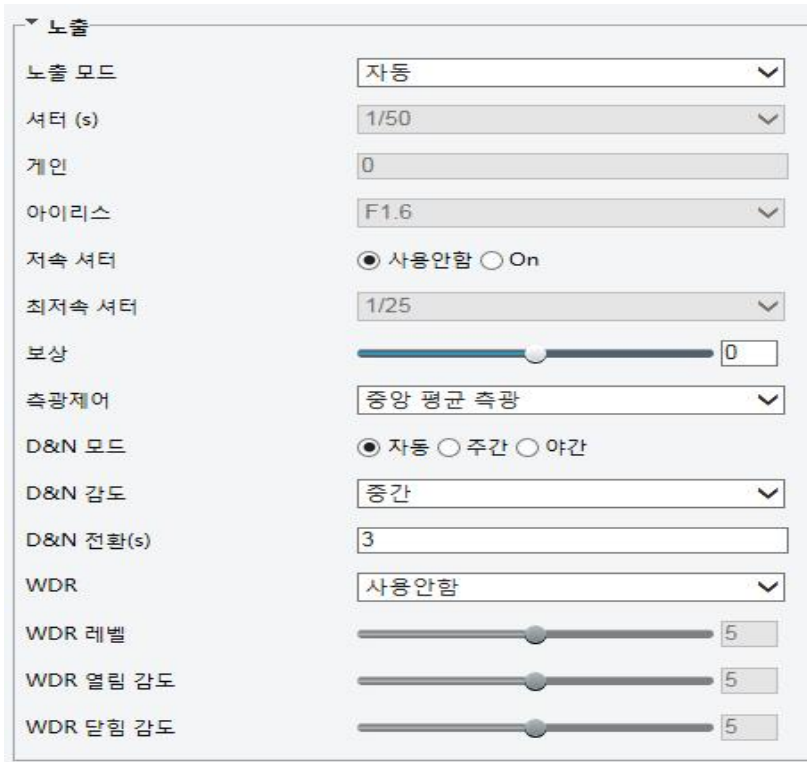 노출
노출 모드 자동
셔터 (s) 1/50
게인 0
아이리스 F1.6
저속 셔터 사용안함 On
최저속 셔터 1/25
보상 0
측광제어 중앙 평균 측광
D&N 모드 자동 주간 야간
D&N 감도 중간
D&N 전환(s) 3
WDR 사용안함
WDR 레벨 5
WDR 열림 감도 5
WDR 닫힘 감도 5